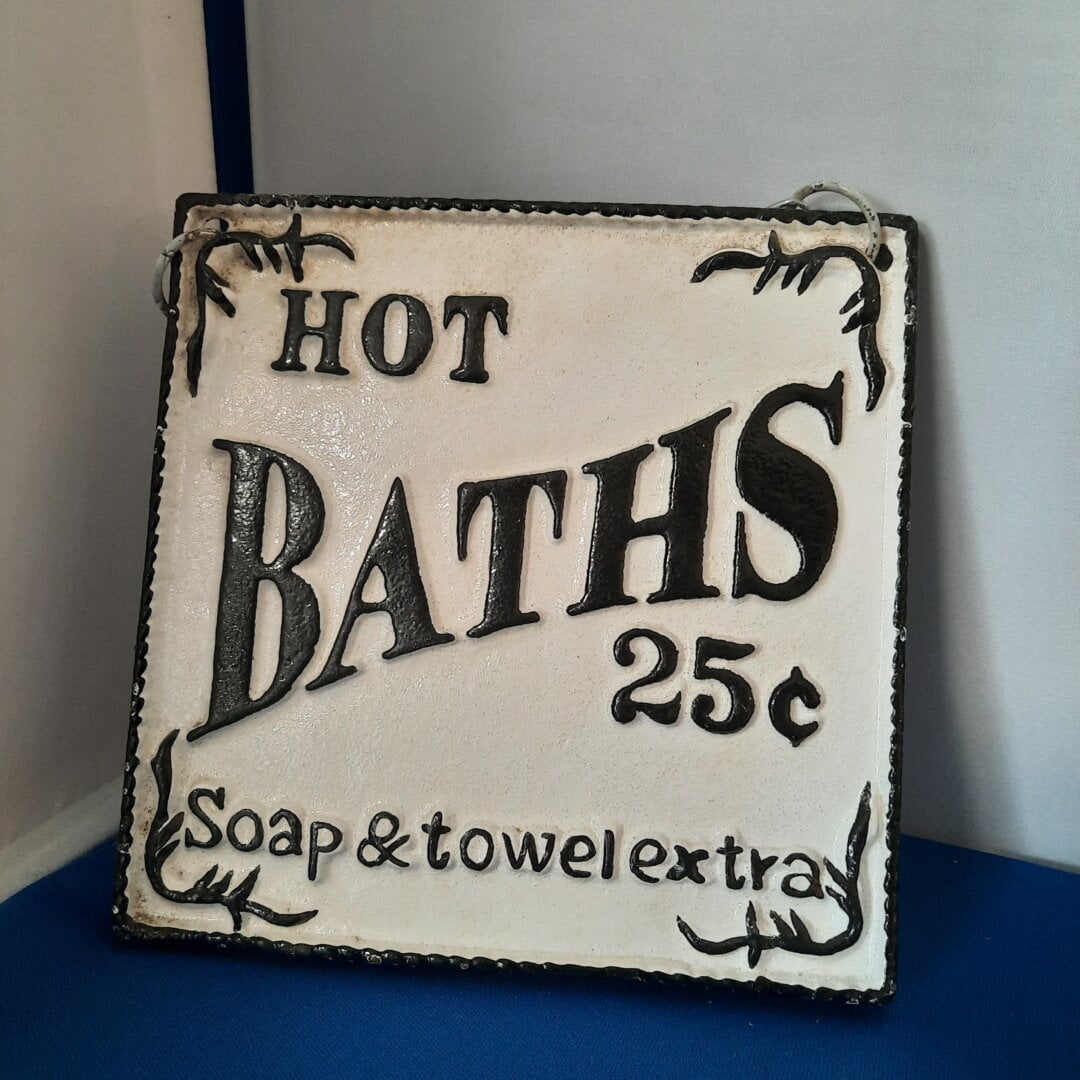 HOT
BATHS
25¢
Soap & towel extra